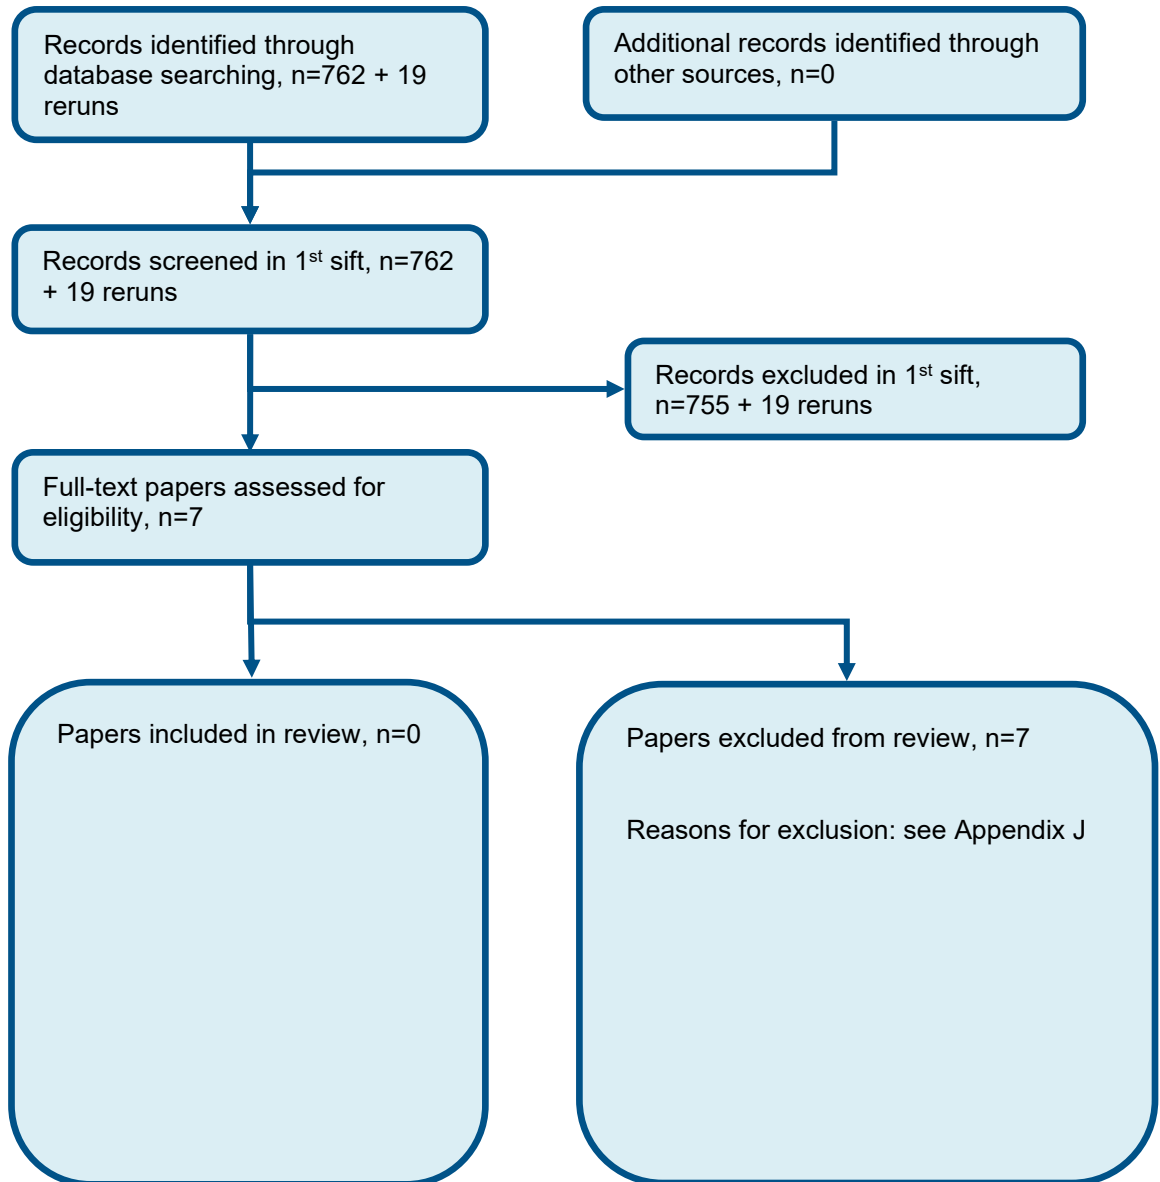 Records identified through
database searching, n=762 + 19
reruns
Additional records identified through
other sources, n=0
Records screened in 1st sift, n=762
+ 19 reruns
Records excluded in 1st sift,
n=755 + 19 reruns
Full-text papers assessed for
eligibility, n=7
Papers included in review, n=0
Papers excluded from review, n=7
Reasons for exclusion: see Appendix J